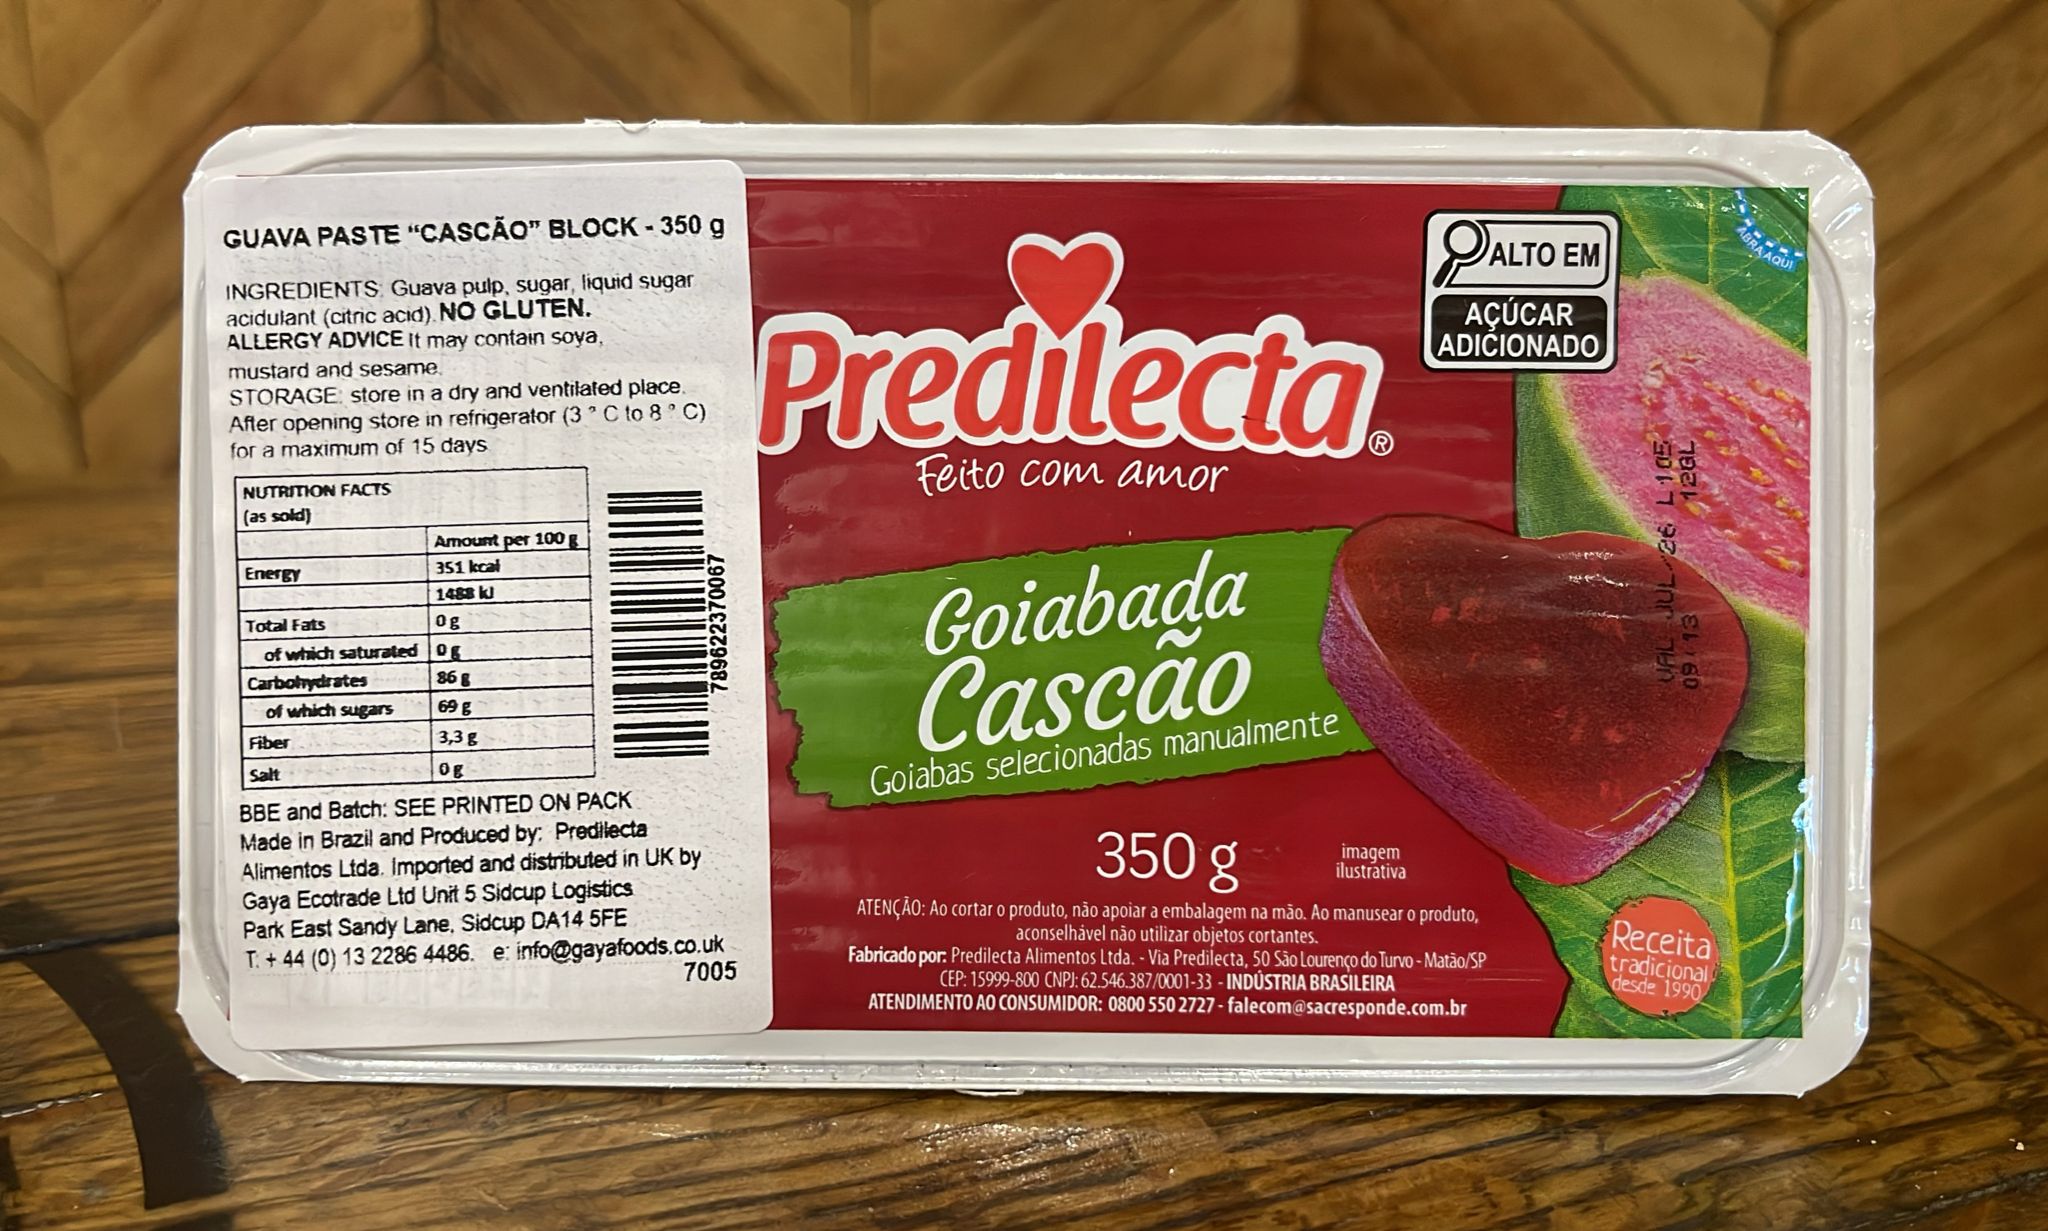 GUAVA PASTE “CASCÃO” BLOCK - 350 g
INGREDIENTS: Guava pulp, sugar, liquid sugar
acidulant (citric acid). NO GLUTEN.
ALLERGY ADVICE It may contain soya,
mustard and sesame.
STORAGE: store in a dry and ventilated place.
After opening store in refrigerator (3 ° C to 8 ° C)
for a maximum of 15 days
NUTRITION FACTS
(as sold)
Amount per 100 g
Energy 351 kcal
1488 kJ
Total Fats 0 g
of which saturated 0 g
Carbohydrates 86 g
of which sugars 69 g
Fiber 3,3 g
Salt 0 g
7896223370067
BBE and Batch: SEE PRINTED ON PACK
Made in Brazil and Produced by: Predilecta
Alimentos Ltda. Imported and distributed in UK by
Gaya Ecotrade Ltd Unit 5 Sidcup Logistics
Park East Sandy Lane, Sidcup DA14 5FE
T: + 44 (0) 13 2286 4486. e: info@gayafoods.co.uk
7005
Predilecta®
Feito com amor
ALTO EM
AÇÚCAR
ADICIONADO
ABRA AQUI
Goiabada
Cascão
Goiabas selecionadas manualmente
VAL JUL/26 L105
09:13 12GL
350 g
imagem
ilustrativa
ATENÇÃO: Ao cortar o produto, não apoiar a embalagem na mão. Ao manusear o produto,
aconselhável não utilizar objetos cortantes.
Fabricado por: Predilecta Alimentos Ltda. - Via Predilecta, 50 São Lourenço do Turvo - Matão/SP
CEP: 15999-800 CNPJ: 62.546.387/0001-33 - INDÚSTRIA BRASILEIRA
ATENDIMENTO AO CONSUMIDOR: 0800 550 2727 - falecom@sacresponde.com.br
Receita
tradicional
desde 1990